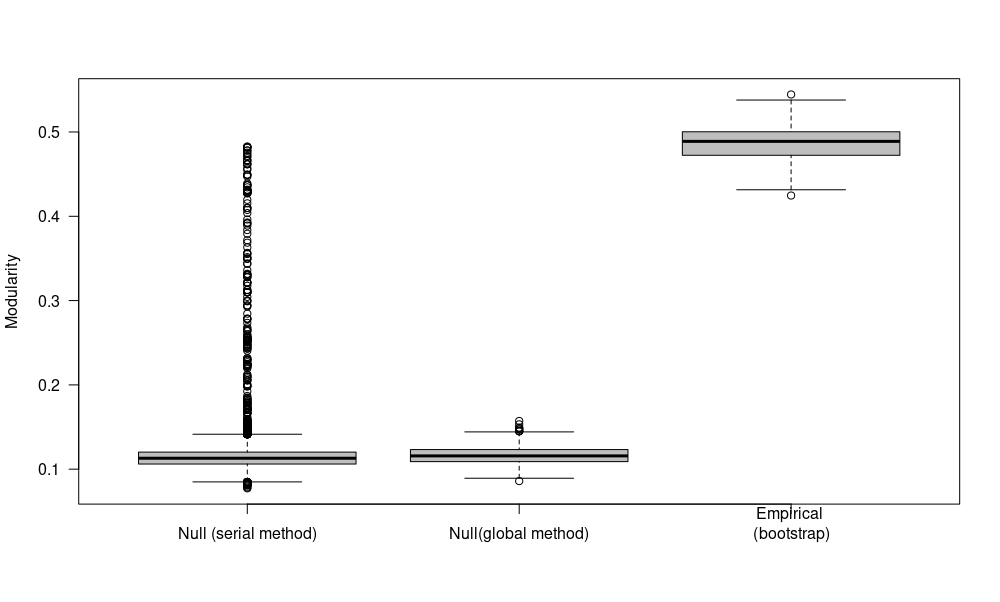 0.5
0.4
0.3
0.2
0.1
Modularity
Null (serial method)
Null(global method)
Empirical
(bootstrap)